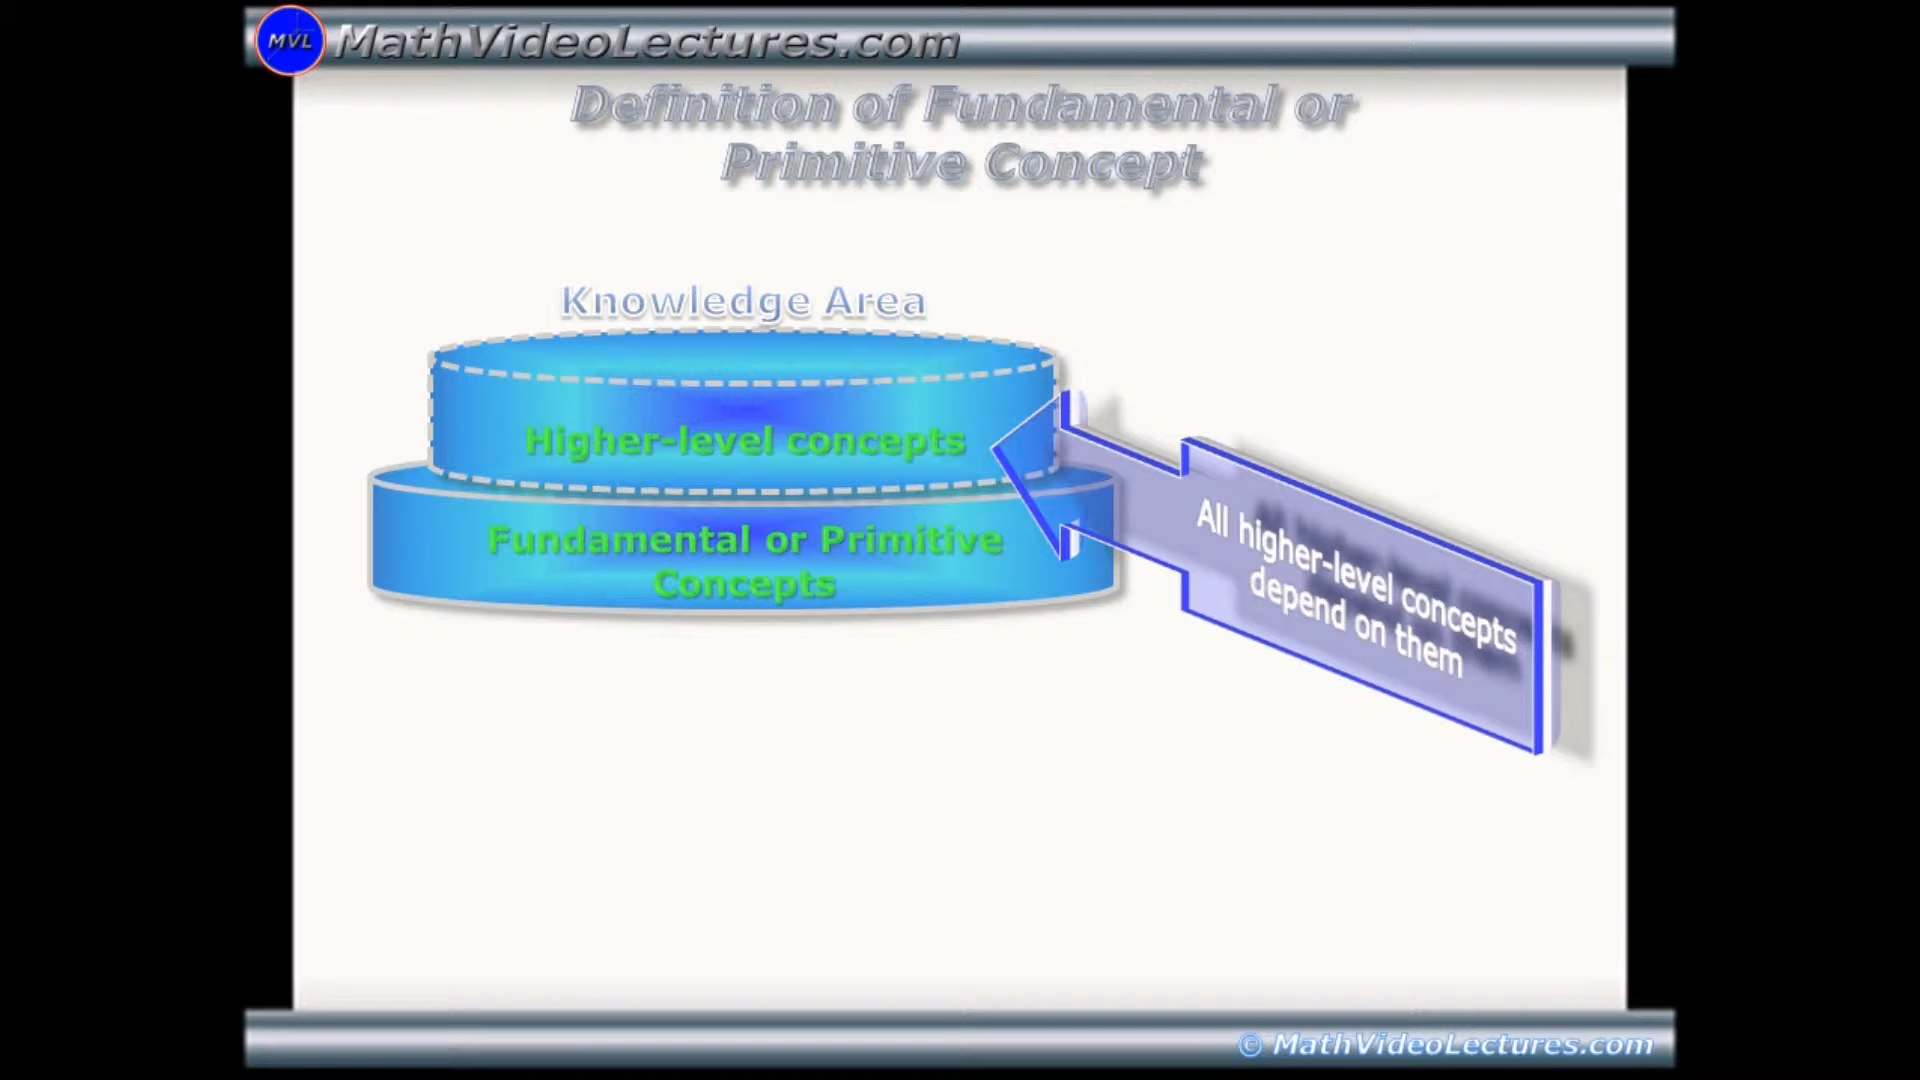 MVL MathVideoLectures.com
Definition of Fundamental or
Primitive Concept
Knowledge Area
Higher-level concepts
Fundamental or Primitive
Concepts
All higher-level concepts
depend on them
© MathVideoLectures.com